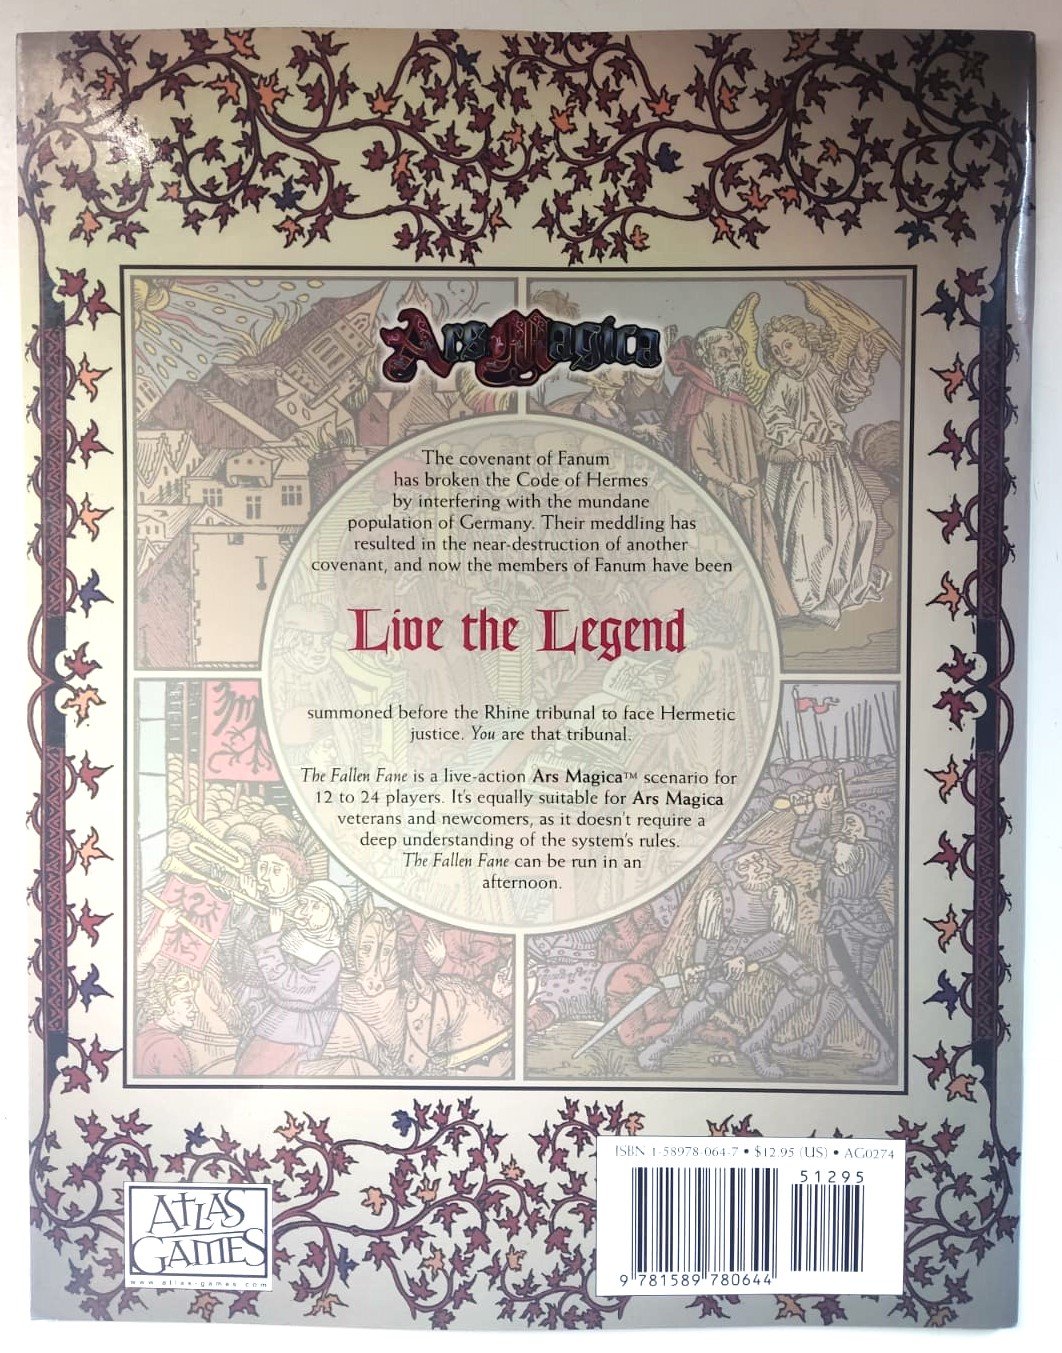 Ars Magica
The covenant of Fanum
has broken the Code of Hermes
by interfering with the mundane
population of Germany. Their meddling has
resulted in the near-destruction of another
covenant, and now the members of Fanum have been
Live the Legend
summoned before the Rhine tribunal to face Hermetic
justice. You are that tribunal.
The Fallen Fane is a live-action Ars Magica™ scenario for
12 to 24 players. It's equally suitable for Ars Magica
veterans and newcomers, as it doesn't require a
deep understanding of the system's rules.
The Fallen Fane can be run in an
afternoon.
ISBN 1-58978-064-7 • $12.95 (US) • AG0274
51295
9 781589 780644
ATLAS
GAMES
www.atlas-games.com